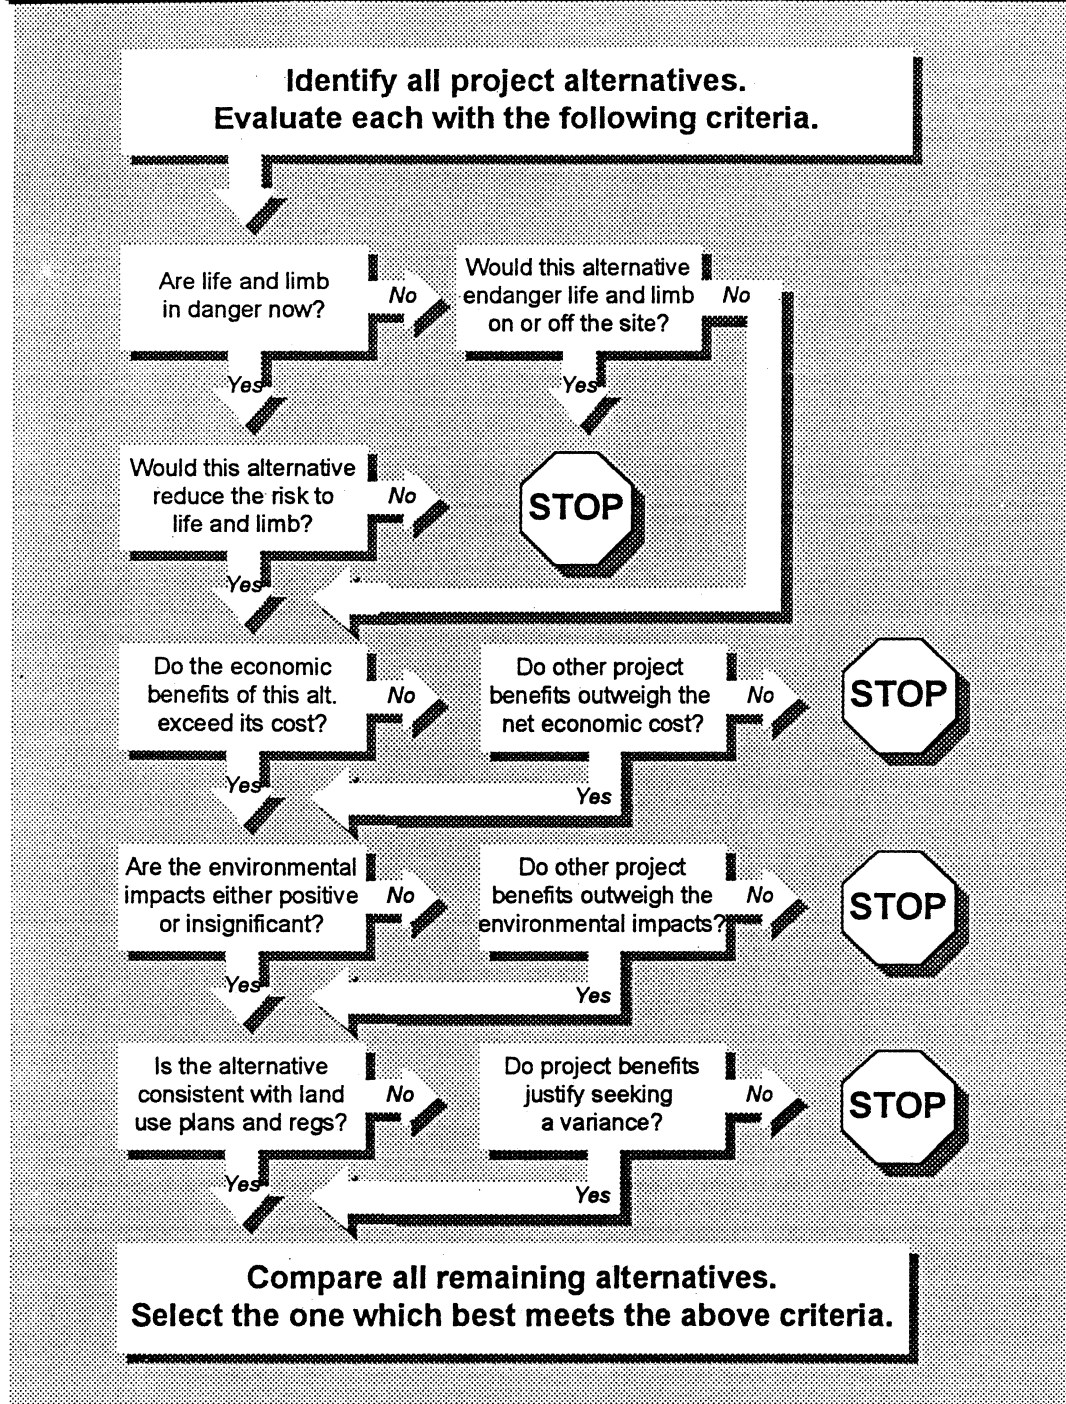 Identify all project alternatives.
Evaluate each with the following criteria.
Are life and limb
in danger now?
No
Would this alternative
endanger life and limb
on or off the site?
No
Yes
Yes
Would this alternative
reduce the risk to
life and limb?
No
STOP
Yes
Do the economic
benefits of this alt.
exceed its cost?
No
Do other project
benefits outweigh the
net economic cost?
No
STOP
Yes
Yes
Are the environmental
impacts either positive
or insignificant?
No
Do other project
benefits outweigh the
environmental impacts?
No
STOP
Yes
Yes
Is the alternative
consistent with land
use plans and regs?
No
Do project benefits
justify seeking
a variance?
No
STOP
Yes
Yes
Compare all remaining alternatives.
Select the one which best meets the above criteria.